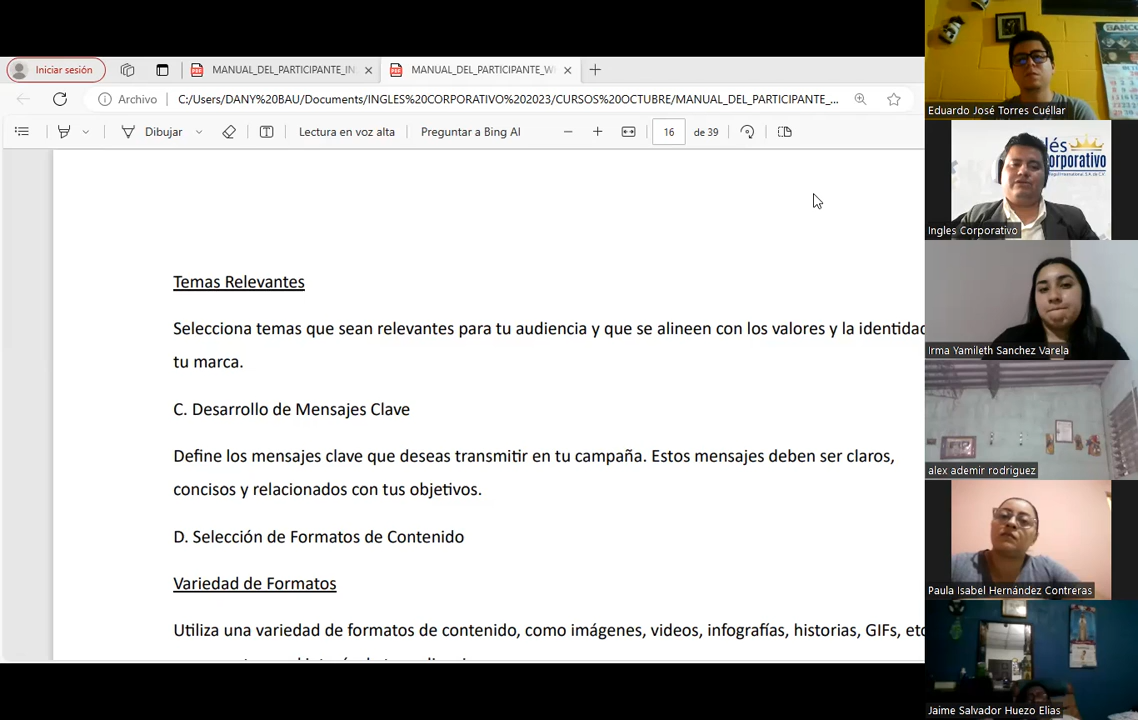 Iniciar sesión
MANUAL_DEL_PARTICIPANTE_IN
MANUAL_DEL_PARTICIPANTE_WI
Archivo
C:/Users/DANY%20BAU/Documents/INGLES%20CORPORATIVO%202023/CURSOS%20OCTUBRE/MANUAL_DEL_PARTICIPANTE_...
Dibujar
Lectura en voz alta
Preguntar a Bing AI
16
de 39
Temas Relevantes
Selecciona temas que sean relevantes para tu audiencia y que se alineen con los valores y la identidad
tu marca.
C. Desarrollo de Mensajes Clave
Define los mensajes clave que deseas transmitir en tu campaña. Estos mensajes deben ser claros,
concisos y relacionados con tus objetivos.
D. Selección de Formatos de Contenido
Variedad de Formatos
Utiliza una variedad de formatos de contenido, como imágenes, videos, infografías, historias, GIFs, etc
BANCO
Eduardo José Torres Cuéllar
lés
orporativo
Ingles Corporativo
Irma Yamileth Sanchez Varela
alex ademir rodriguez
Paula Isabel Hernández Contreras
Jaime Salvador Huezo Elias